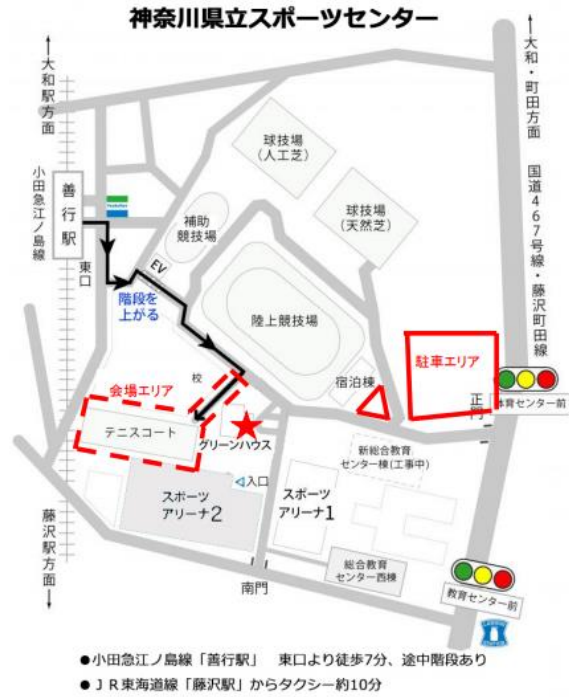 神奈川県立スポーツセンター
大和駅方面
大和・町田方面
国道467号線・藤沢町田線
小田急江ノ島線
善行駅
東口
FamilyMart
球技場
(人工芝)
球技場
(天然芝)
補助
競技場
EV
階段を
上がる
陸上競技場
駐車エリア
宿泊棟
正門
体育センター前
校
会場エリア
テニスコート
グリーンハウス
新総合教育
センター棟(工事中)
入口
スポーツ
アリーナ2
スポーツ
アリーナ1
総合教育
センター西棟
藤沢駅方面
南門
教育センター前
●小田急江ノ島線「善行駅」 東口より徒歩7分、途中階段あり
●JR東海道線「藤沢駅」からタクシー約10分